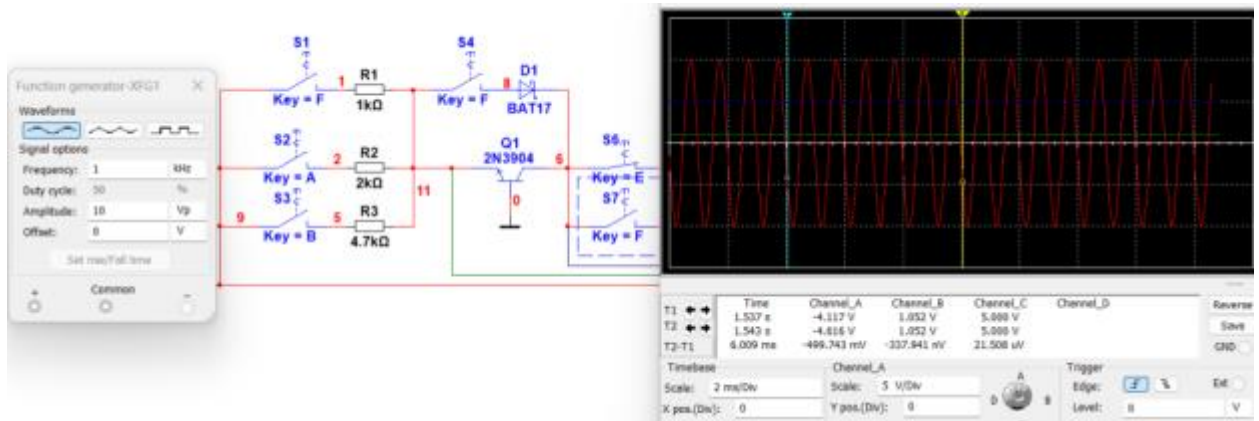 Function generator-XFG1
Waveforms
Signal options
Frequency: 1 kHz
Duty cycle: 50 %
Amplitude: 10 Vp
Offset: 0 V
Set rise/Fall time
+ Common -
S1
Key = F
1
R1
1kΩ
S4
Key = F
8
D1
BAT17
S2
Key = A
2
R2
2kΩ
11
Q1
2N3904
0
6
S6
Key = E
9
S3
Key = B
5
R3
4.7kΩ
S7
Key = F
Time Channel_A Channel_B Channel_C Channel_D
T1 1.537 s -4.117 V 1.052 V 5.000 V
T2 1.543 s -4.616 V 1.052 V 5.000 V
T2-T1 6.009 ms -499.743 mV -337.941 nV 21.508 uV
Reverse
Save
GND
Timebase
Scale: 2 ms/Div
X pos.(Div): 0
Channel_A
Scale: 5 V/Div
Y pos.(Div): 0
A
D B
Trigger
Edge: Ext
Level: 0 V